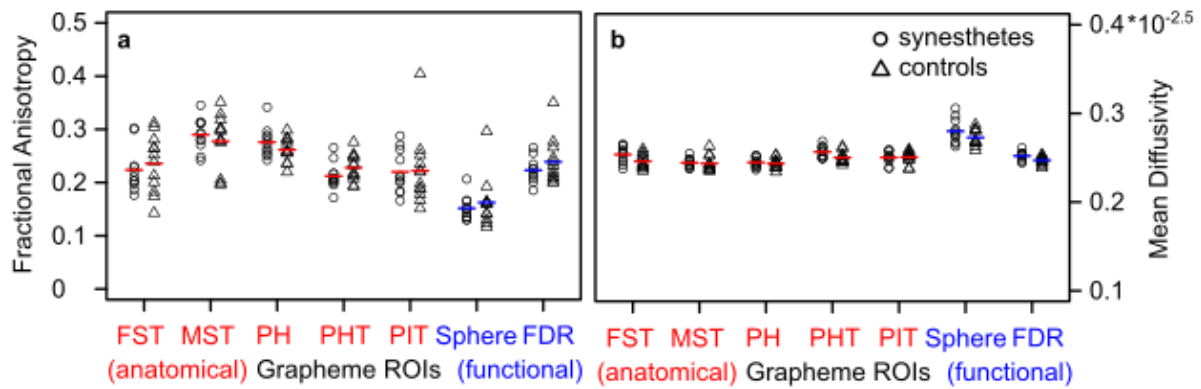 Fractional Anisotropy
0.5
0.4
0.3
0.2
0.1
0
a
FST MST PH PHT PIT Sphere FDR
(anatomical) Grapheme ROIs (functional)
b
synesthetes
controls
0.4*10-2.5
0.3
0.2
0.1
Mean Diffusivity
FST MST PH PHT PIT Sphere FDR
(anatomical) Grapheme ROIs (functional)